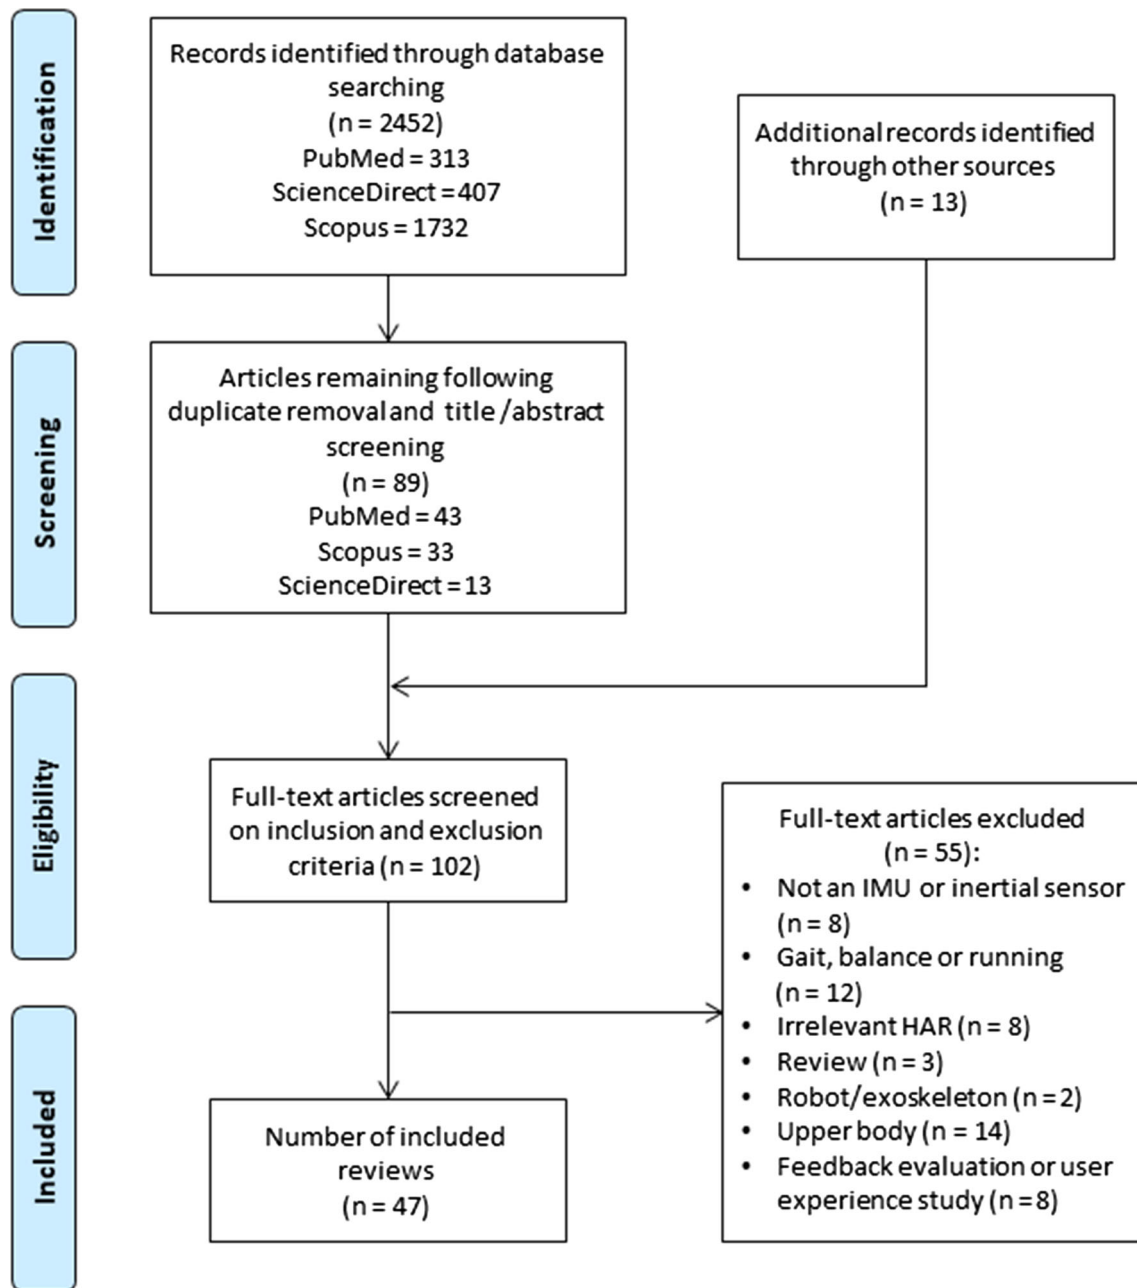 Identification
Records identified through database
searching
(n = 2452)
PubMed = 313
ScienceDirect = 407
Scopus = 1732
Additional records identified
through other sources
(n = 13)
Screening
Articles remaining following
duplicate removal and title /abstract
screening
(n = 89)
PubMed = 43
Scopus = 33
ScienceDirect = 13
Eligibility
Full-text articles screened
on inclusion and exclusion
criteria (n = 102)
Full-text articles excluded
(n = 55):
• Not an IMU or inertial sensor
(n = 8)
• Gait, balance or running
(n = 12)
• Irrelevant HAR (n = 8)
• Review (n = 3)
• Robot/exoskeleton (n = 2)
• Upper body (n = 14)
• Feedback evaluation or user
experience study (n = 8)
Included
Number of included
reviews
(n = 47)